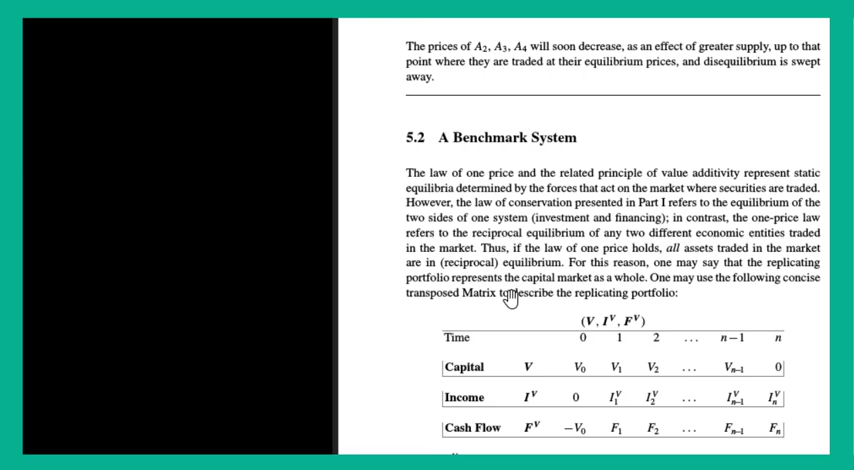 The prices of A2, A3, A4 will soon decrease, as an effect of greater supply, up to that
point where they are traded at their equilibrium prices, and disequilibrium is swept
away.
5.2 A Benchmark System
The law of one price and the related principle of value additivity represent static
equilibria determined by the forces that act on the market where securities are traded.
However, the law of conservation presented in Part I refers to the equilibrium of the
two sides of one system (investment and financing); in contrast, the one-price law
refers to the reciprocal equilibrium of any two different economic entities traded
in the market. Thus, if the law of one price holds, all assets traded in the market
are in (reciprocal) equilibrium. For this reason, one may say that the replicating
portfolio represents the capital market as a whole. One may use the following concise
transposed Matrix the replicating portfolio:
(V, I^V, F^V)
Time 0 1 2 ... n−1 n
Capital V V0 V1 V2 ... Vn−1 0
Income I^V 0 I1^V I2^V ... In−1^V In^V
Cash Flow F^V −V0 F1 F2 ... Fn−1 Fn